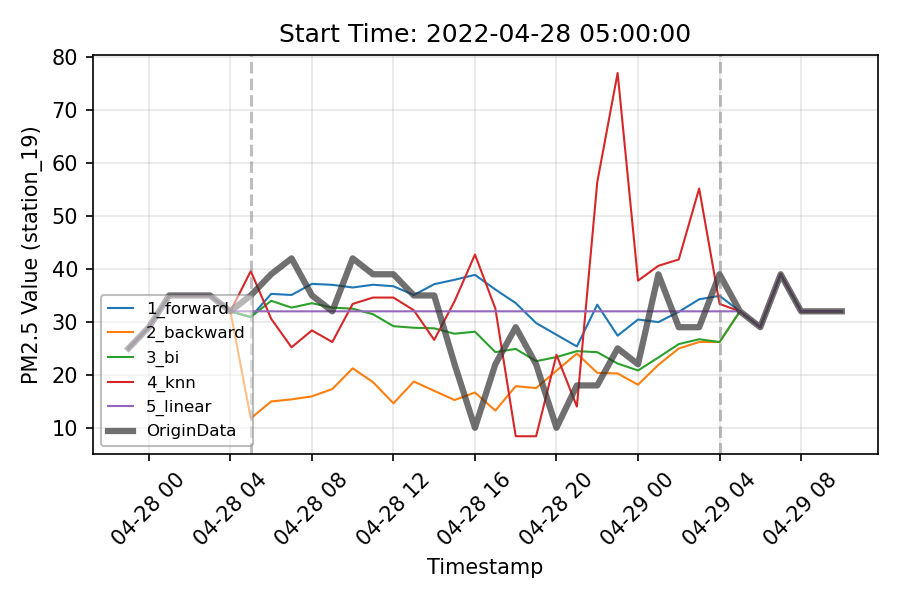 Start Time: 2022-04-28 05:00:00
PM2.5 Value (station_19)
80
70
60
50
40
30
20
10
1_forward
2_backward
3_bi
4_knn
5_linear
OriginData
04-28 00
04-28 04
04-28 08
04-28 12
04-28 16
04-28 20
04-29 00
04-29 04
04-29 08
Timestamp